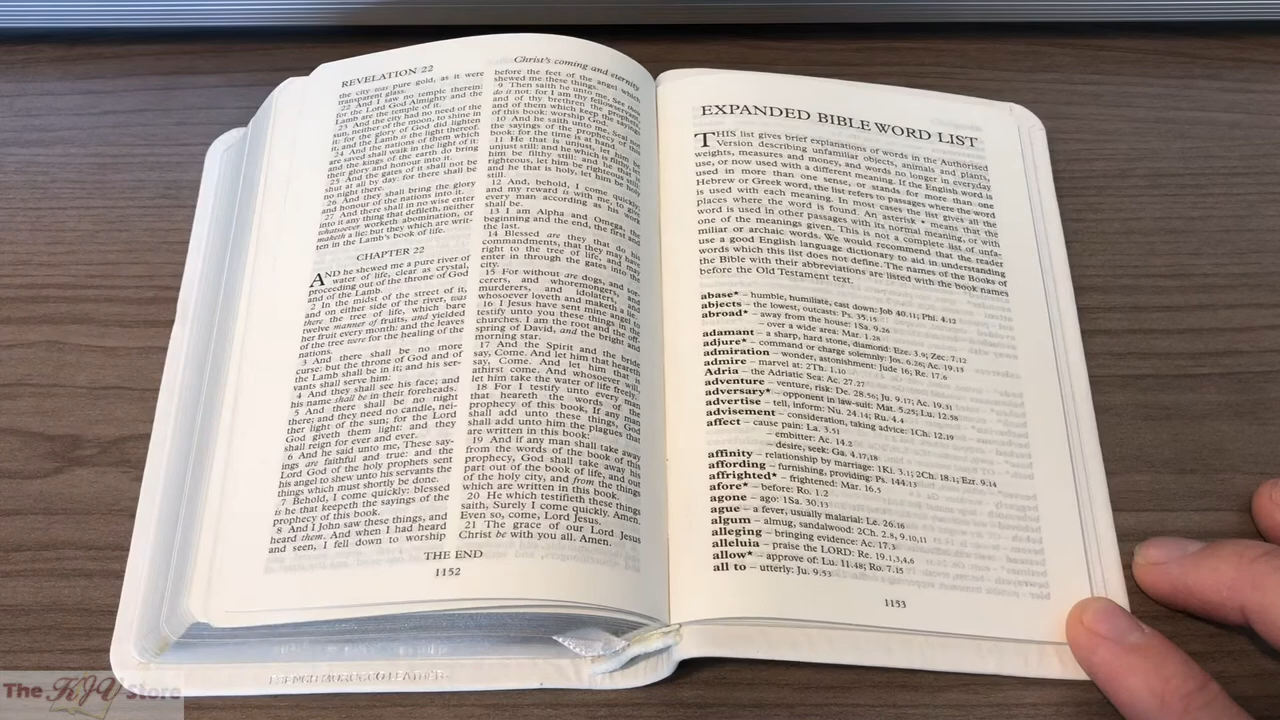 REVELATION 22
the city was pure gold, as it were
transparent glass.
22 And I saw no temple therein:
for the Lord God Almighty and the
Lamb are the temple of it.
23 And the city had no need of the
sun, neither of the moon, to shine in
it: for the glory of God did lighten
it, and the Lamb is the light thereof.
24 And the nations of them which
are saved shall walk in the light of it:
and the kings of the earth do bring
their glory and honour into it.
25 And the gates of it shall not be
shut at all by day: for there shall be
no night there.
26 And they shall bring the glory
and honour of the nations into it.
27 And there shall in no wise enter
into it any thing that defileth, neither
whatsoever worketh abomination, or
maketh a lie: but they which are writ-
ten in the Lamb's book of life.
CHAPTER 22
AND he shewed me a pure river of
water of life, clear as crystal,
proceeding out of the throne of God
and of the Lamb.
2 In the midst of the street of it,
and on either side of the river, was
there the tree of life, which bare
twelve manner of fruits, and yielded
her fruit every month: and the leaves
of the tree were for the healing of the
nations.
3 And there shall be no more
curse: but the throne of God and of
the Lamb shall be in it; and his ser-
vants shall serve him:
4 And they shall see his face; and
his name shall be in their foreheads.
5 And there shall be no night
there; and they need no candle, nei-
ther light of the sun; for the Lord
God giveth them light: and they
shall reign for ever and ever.
6 And he said unto me, These say-
ings are faithful and true: and the
Lord God of the holy prophets sent
his angel to shew unto his servants the
things which must shortly be done.
7 Behold, I come quickly: blessed
is he that keepeth the sayings of the
prophecy of this book.
8 And I John saw these things, and
heard them. And when I had heard
and seen, I fell down to worship
Christ's coming and eternity
before the feet of the angel which
shewed me these things.
9 Then saith he unto me, See thou
do it not: for I am thy fellowservant,
and of thy brethren the prophets,
and of them which keep the sayings
of this book: worship God.
10 And he saith unto me, Seal not
the sayings of the prophecy of this
book: for the time is at hand.
11 He that is unjust, let him be
unjust still: and he which is filthy, let
him be filthy still: and he that is
righteous, let him be righteous still:
and he that is holy, let him be holy
still.
12 And, behold, I come quickly;
and my reward is with me, to give
every man according as his work
shall be.
13 I am Alpha and Omega, the
beginning and the end, the first and
the last.
14 Blessed are they that do his
commandments, that they may have
right to the tree of life, and may
enter in through the gates into the
city.
15 For without are dogs, and sor-
cerers, and whoremongers, and
murderers, and idolaters, and
whosoever loveth and maketh a lie.
16 I Jesus have sent mine angel to
testify unto you these things in the
churches. I am the root and the off-
spring of David, and the bright and
morning star.
17 And the Spirit and the bride
say, Come. And let him that heareth
say, Come. And let him that is
athirst come. And whosoever will,
let him take the water of life freely.
18 For I testify unto every man
that heareth the words of the
prophecy of this book, If any man
shall add unto these things, God
shall add unto him the plagues that
are written in this book:
19 And if any man shall take away
from the words of the book of this
prophecy, God shall take away his
part out of the book of life, and out
of the holy city, and from the things
which are written in this book.
20 He which testifieth these things
saith, Surely I come quickly. Amen.
Even so, come, Lord Jesus.
21 The grace of our Lord Jesus
Christ be with you all. Amen.
THE END
1152
EXPANDED BIBLE WORD LIST
THIS list gives brief explanations of words in the Authorised
Version describing unfamiliar objects, animals and plants,
weights, measures and money, and words no longer in everyday
use, or now used with a different meaning. If the English word is
used in more than one sense, or stands for more than one
Hebrew or Greek word, the list refers to passages where the word
is used with each meaning. In most cases the list gives all the
places where the word is found. An asterisk * means that the
word is used in other passages with its normal meaning, or with
one of the meanings given. This is not a complete list of unfa-
miliar or archaic words. We would recommend that the reader
use a good English language dictionary to aid in understanding
words which this list does not define. The names of the Books of
the Bible with their abbreviations are listed with the book names
before the Old Testament text.
abase* – humble, humiliate, cast down: Job 40.11; Phi. 4.12
abjects – the lowest, outcasts: Ps. 35.15
abroad* – away from the house: 1Sa. 9.26
– over a wide area: Mar. 1.28
adamant – a sharp, hard stone, diamond: Eze. 3.9; Zec. 7.12
adjure* – command or charge solemnly: Jos. 6.26; Ac. 19.13
admiration – wonder, astonishment: Jude 16; Re. 17.6
admire – marvel at: 2Th. 1.10
Adria – the Adriatic Sea: Ac. 27.27
adventure – venture, risk: De. 28.56; Ju. 9.17; Ac. 19.31
adversary* – opponent in law-suit: Mat. 5.25; Lu. 12.58
advertise – tell, inform: Nu. 24.14; Ru. 4.4
advisement – consideration, taking advice: 1Ch. 12.19
affect – cause pain: La. 3.51
– embitter: Ac. 14.2
– desire, seek: Ga. 4.17,18
affinity – relationship by marriage: 1Ki. 3.1; 2Ch. 18.1; Ezr. 9.14
affording – furnishing, providing: Ps. 144.13
affrighted* – frightened: Mar. 16.5
afore* – before: Ro. 1.2
agone – ago: 1Sa. 30.13
ague – a fever, usually malarial: Le. 26.16
algum – almug, sandalwood: 2Ch. 2.8, 9.10,11
alleging – bringing evidence: Ac. 17.3
alleluia – praise the LORD: Re. 19.1,3,4,6
allow* – approve of: Lu. 11.48; Ro. 7.15
all to – utterly: Ju. 9.53
1153
FRENCH MOROCCO LEATHER
The KJV Store